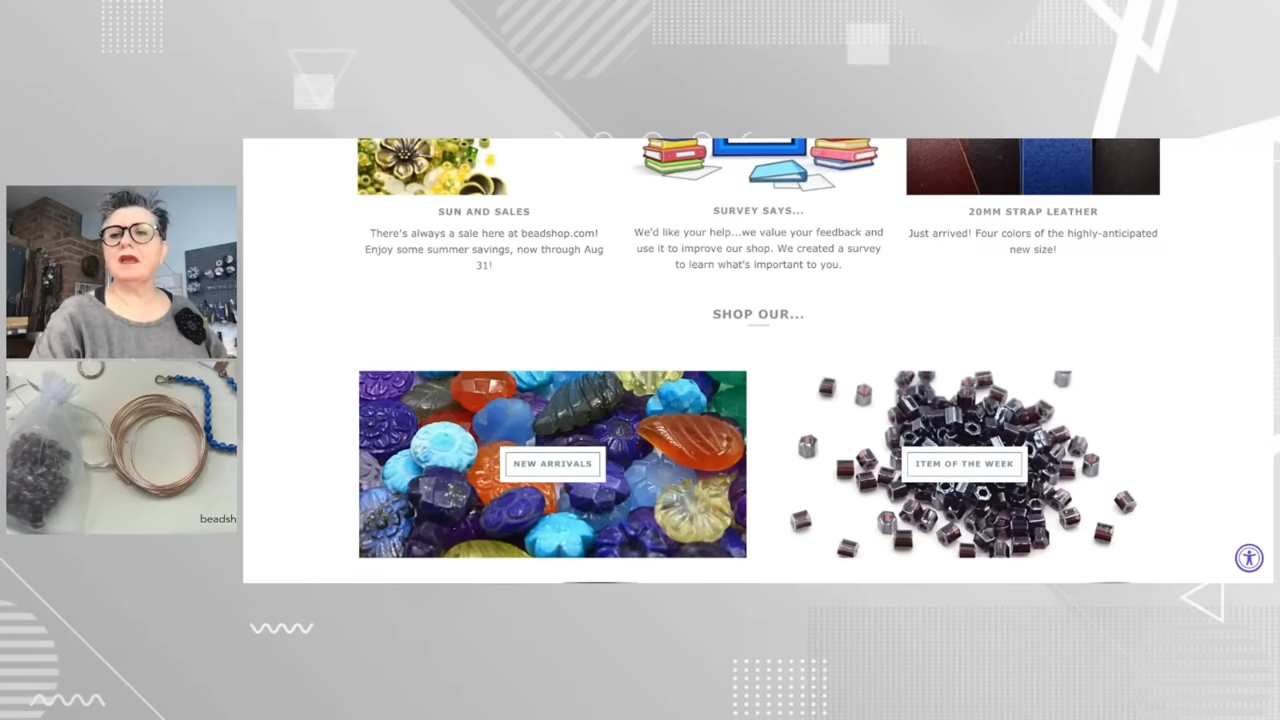 SUN AND SALES
There's always a sale here at beadshop.com!
Enjoy some summer savings, now through Aug
31!
SURVEY SAYS...
We'd like your help...we value your feedback and
use it to improve our shop. We created a survey
to learn what's important to you.
20MM STRAP LEATHER
Just arrived! Four colors of the highly-anticipated
new size!
SHOP OUR...
NEW ARRIVALS
ITEM OF THE WEEK
beadsh